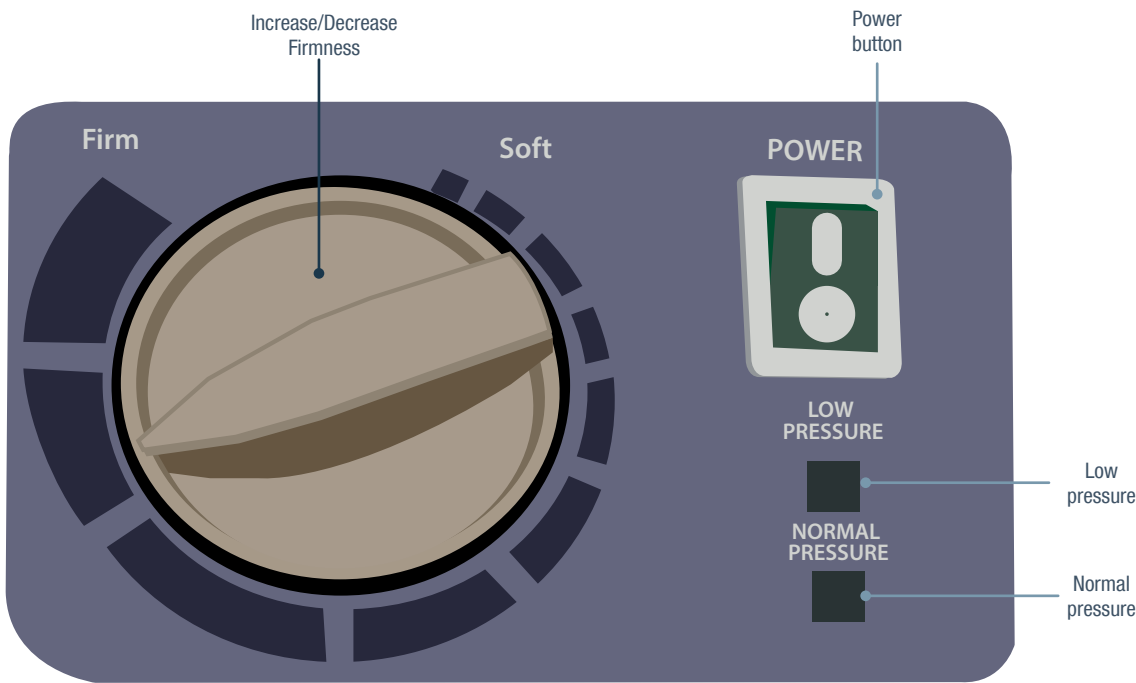 Increase/Decrease
Firmness
Power
button
Firm
Soft
POWER
LOW
PRESSURE
Low
pressure
NORMAL
PRESSURE
Normal
pressure